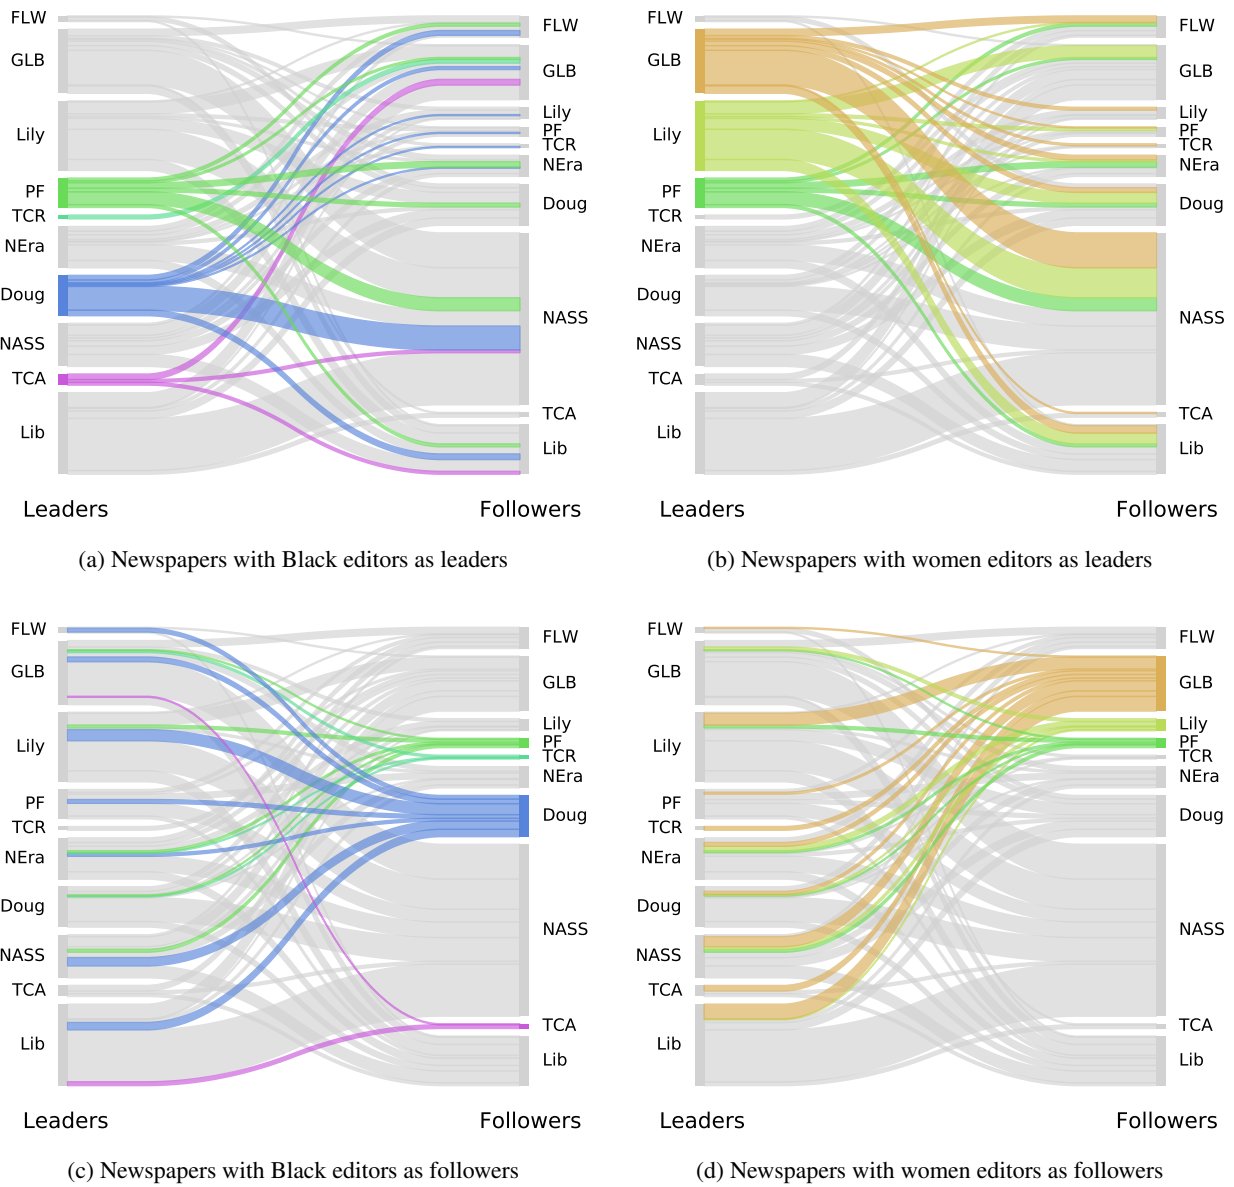 FLW
GLB
Lily
PF
TCR
NEra
Doug
NASS
TCA
Lib
FLW
GLB
Lily
PF
TCR
NEra
Doug
NASS
TCA
Lib
Leaders
Followers
(a) Newspapers with Black editors as leaders
FLW
GLB
Lily
PF
TCR
NEra
Doug
NASS
TCA
Lib
FLW
GLB
Lily
PF
TCR
NEra
Doug
NASS
TCA
Lib
Leaders
Followers
(b) Newspapers with women editors as leaders
FLW
GLB
Lily
PF
TCR
NEra
Doug
NASS
TCA
Lib
FLW
GLB
Lily
PF
TCR
NEra
Doug
NASS
TCA
Lib
Leaders
Followers
(c) Newspapers with Black editors as followers
FLW
GLB
Lily
PF
TCR
NEra
Doug
NASS
TCA
Lib
FLW
GLB
Lily
PF
TCR
NEra
Doug
NASS
TCA
Lib
Leaders
Followers
(d) Newspapers with women editors as followers